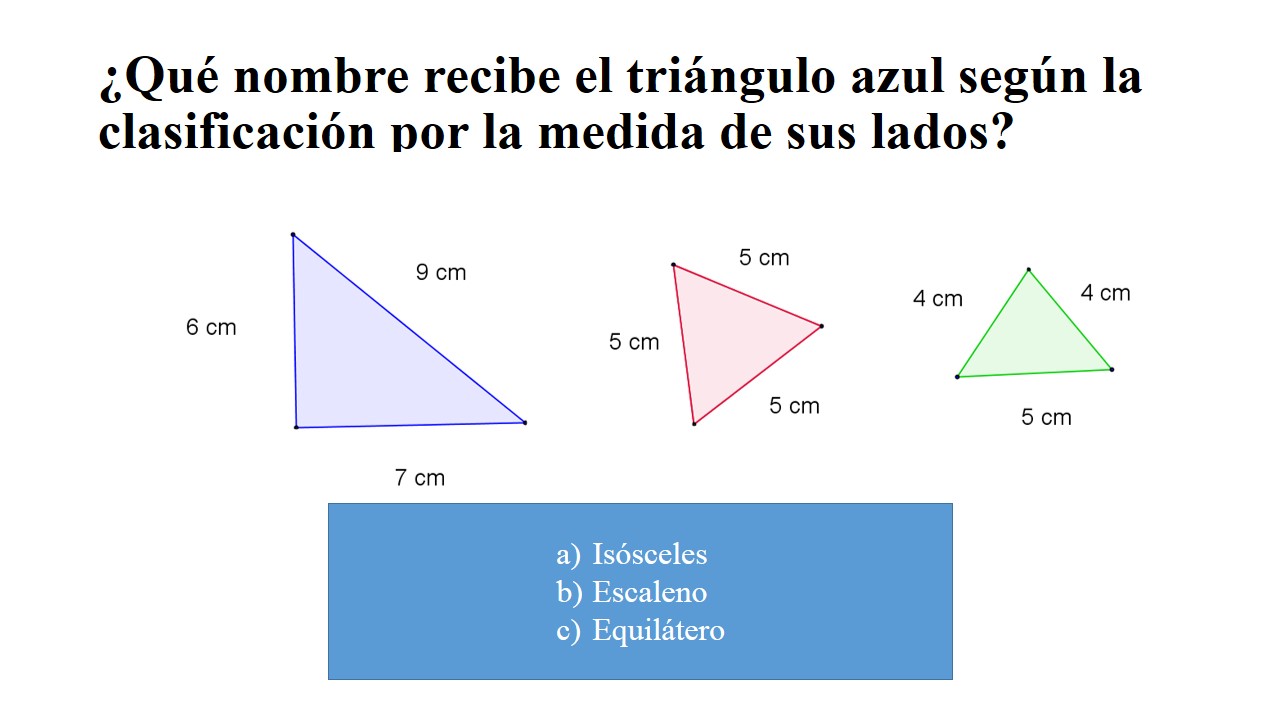 ¿Qué nombre recibe el triángulo azul según la
clasificación por la medida de sus lados?
9 cm
6 cm
7 cm
5 cm
5 cm
5 cm
4 cm
4 cm
5 cm
a) Isósceles
b) Escaleno
c) Equilátero